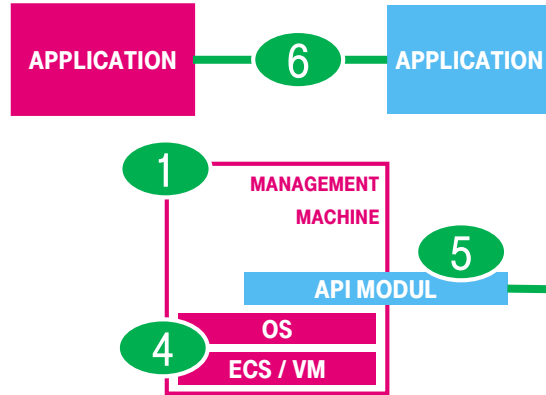 APPLICATION
6
APPLICATION
1
MANAGEMENT
MACHINE
5
API MODUL
OS
4
ECS / VM